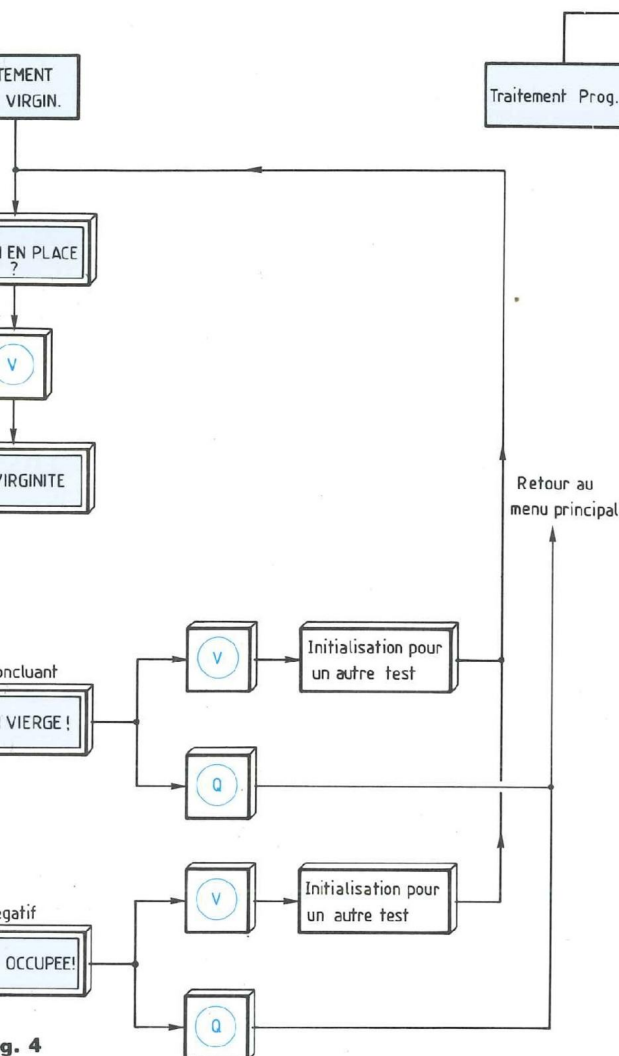 TEMENT
VIRGIN.
Traitement Prog.
EN PLACE
?
V
VIRGINITE
Retour au
menu principal
V
Initialisation pour
un autre test
oncluant
VIERGE !
Q
V
Initialisation pour
un autre test
égatif
OCCUPEE!
Q
g. 4